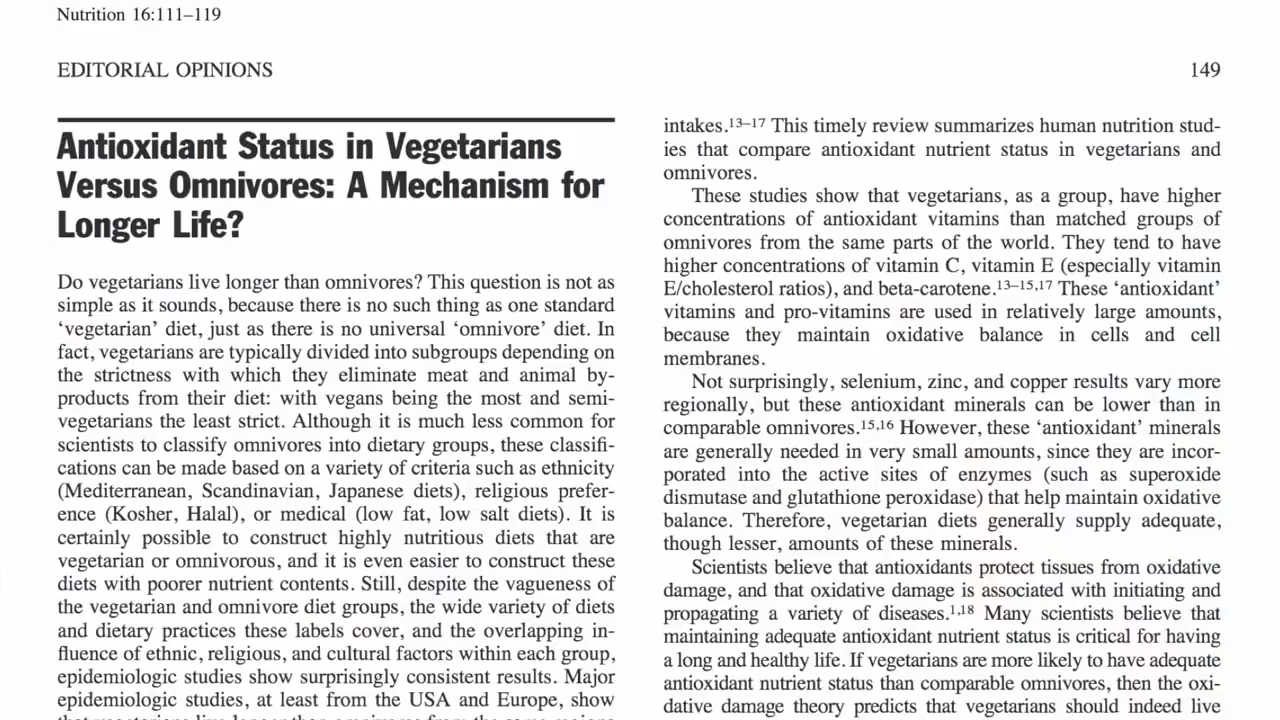 Nutrition 16:111–119
EDITORIAL OPINIONS
149
Antioxidant Status in Vegetarians
Versus Omnivores: A Mechanism for
Longer Life?
Do vegetarians live longer than omnivores? This question is not as
simple as it sounds, because there is no such thing as one standard
‘vegetarian’ diet, just as there is no universal ‘omnivore’ diet. In
fact, vegetarians are typically divided into subgroups depending on
the strictness with which they eliminate meat and animal by-
products from their diet: with vegans being the most and semi-
vegetarians the least strict. Although it is much less common for
scientists to classify omnivores into dietary groups, these classifi-
cations can be made based on a variety of criteria such as ethnicity
(Mediterranean, Scandinavian, Japanese diets), religious prefer-
ence (Kosher, Halal), or medical (low fat, low salt diets). It is
certainly possible to construct highly nutritious diets that are
vegetarian or omnivorous, and it is even easier to construct these
diets with poorer nutrient contents. Still, despite the vagueness of
the vegetarian and omnivore diet groups, the wide variety of diets
and dietary practices these labels cover, and the overlapping in-
fluence of ethnic, religious, and cultural factors within each group,
epidemiologic studies show surprisingly consistent results. Major
epidemiologic studies, at least from the USA and Europe, show
that vegetarians live longer than omnivores from the same regions
intakes.13–17 This timely review summarizes human nutrition stud-
ies that compare antioxidant nutrient status in vegetarians and
omnivores.
These studies show that vegetarians, as a group, have higher
concentrations of antioxidant vitamins than matched groups of
omnivores from the same parts of the world. They tend to have
higher concentrations of vitamin C, vitamin E (especially vitamin
E/cholesterol ratios), and beta-carotene.13–15,17 These ‘antioxidant’
vitamins and pro-vitamins are used in relatively large amounts,
because they maintain oxidative balance in cells and cell
membranes.
Not surprisingly, selenium, zinc, and copper results vary more
regionally, but these antioxidant minerals can be lower than in
comparable omnivores.15,16 However, these ‘antioxidant’ minerals
are generally needed in very small amounts, since they are incor-
porated into the active sites of enzymes (such as superoxide
dismutase and glutathione peroxidase) that help maintain oxidative
balance. Therefore, vegetarian diets generally supply adequate,
though lesser, amounts of these minerals.
Scientists believe that antioxidants protect tissues from oxidative
damage, and that oxidative damage is associated with initiating and
propagating a variety of diseases.1,18 Many scientists believe that
maintaining adequate antioxidant nutrient status is critical for having
a long and healthy life. If vegetarians are more likely to have adequate
antioxidant nutrient status than comparable omnivores, then the oxi-
dative damage theory predicts that vegetarians should indeed live